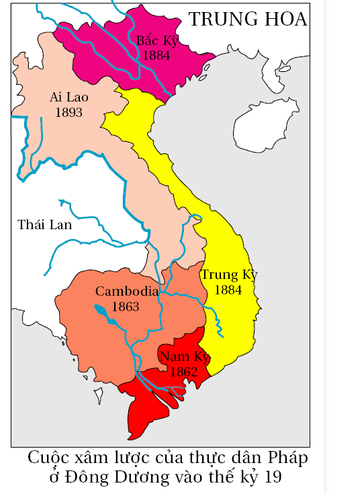 TRUNG HOA
Bắc Kỳ
1884
Ai Lao
1893
Thái Lan
Trung Kỳ
1884
Cambodia
1863
Nam Kỳ
1862
Cuộc xâm lược của thực dân Pháp
ở Đông Dương vào thế kỷ 19